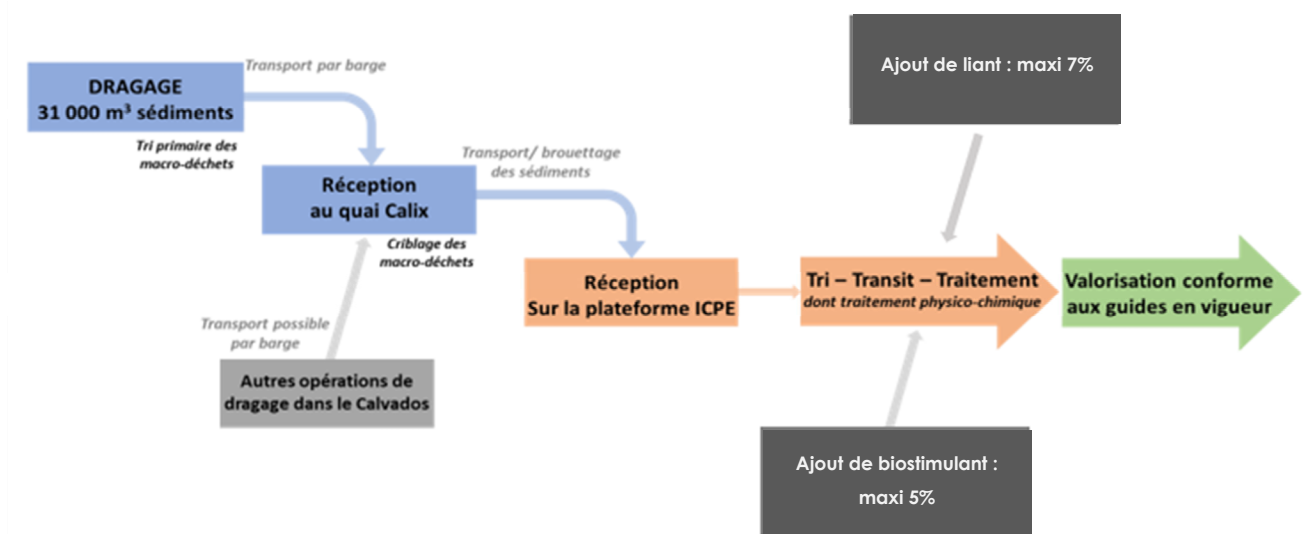 DRAGAGE
31 000 m³ sédiments
Tri primaire des
macro-déchets
Transport par barge
Réception
au quai Calix
Criblage des
macro-déchets
Transport/ brouettage
des sédiments
Transport possible
par barge
Autres opérations de
dragage dans le Calvados
Réception
Sur la plateforme ICPE
Ajout de liant : maxi 7%
Tri – Transit – Traitement
dont traitement physico-chimique
Ajout de biostimulant :
maxi 5%
Valorisation conforme
aux guides en vigueur